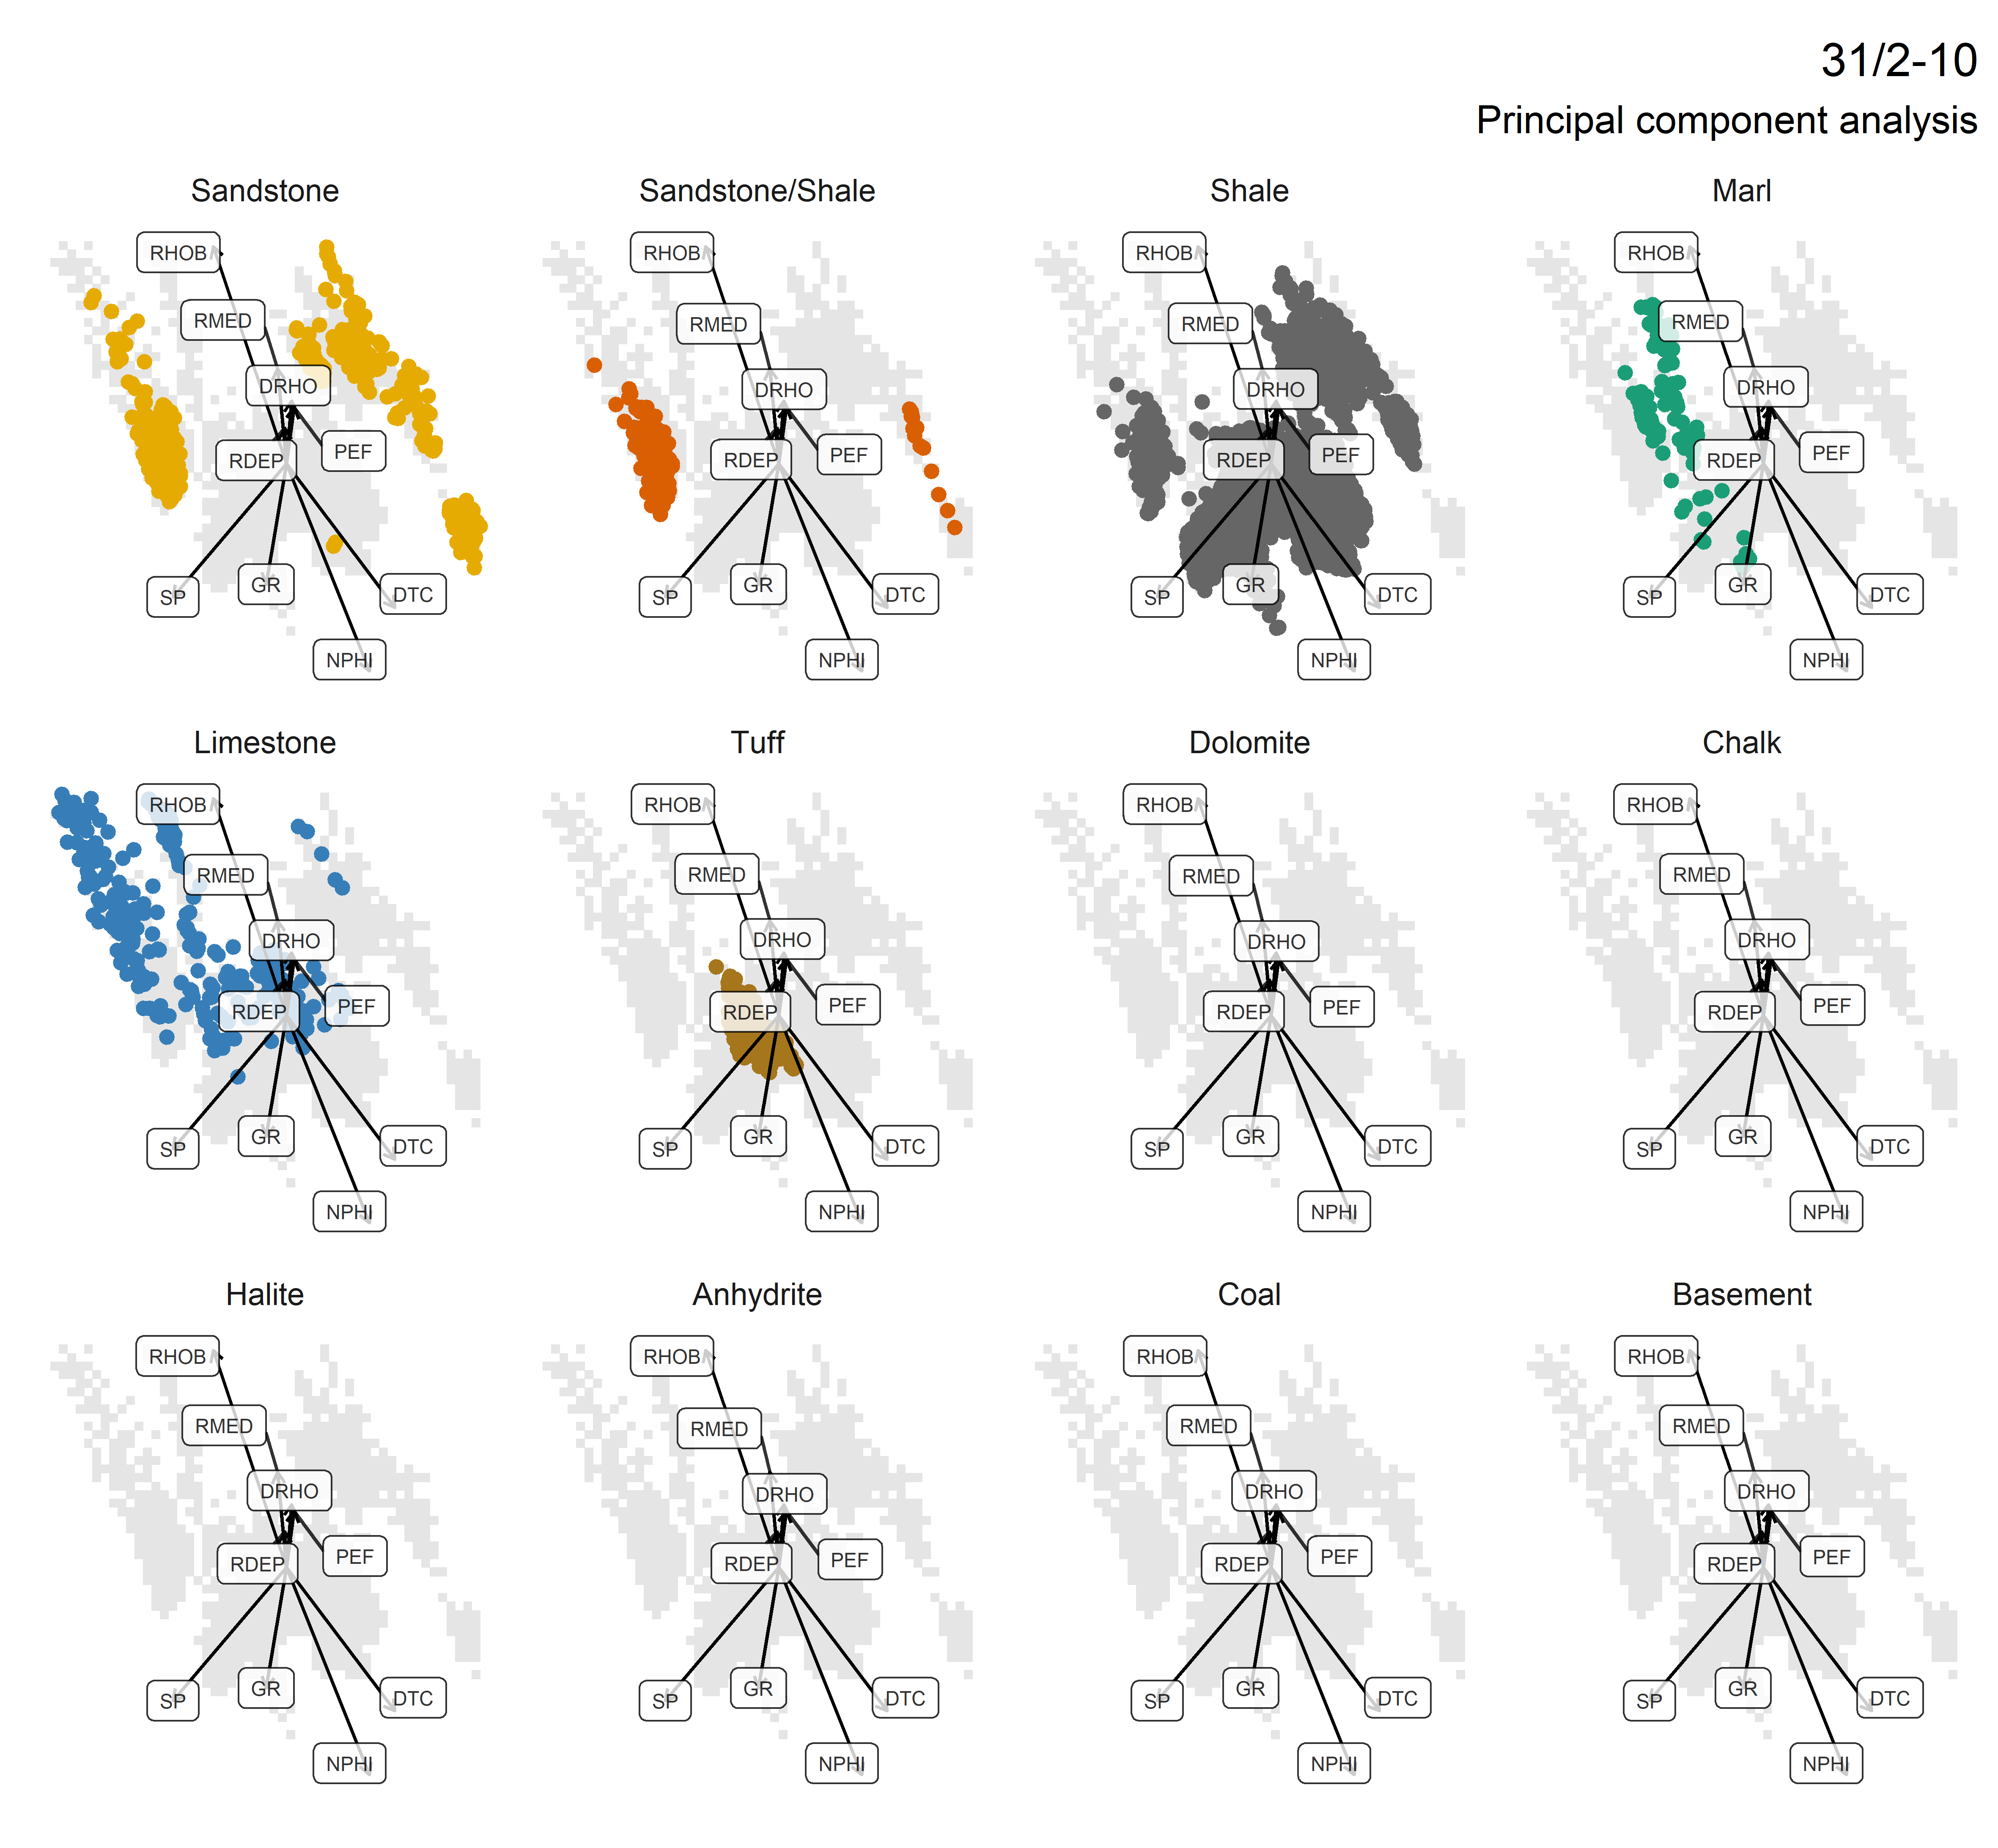 31/2-10
Principal component analysis
Sandstone
RHOB
RMED
DRHO
RDEP
PEF
SP
GR
DTC
NPHI
Sandstone/Shale
RHOB
RMED
DRHO
RDEP
PEF
SP
GR
DTC
NPHI
Shale
RHOB
RMED
DRHO
RDEP
PEF
SP
GR
DTC
NPHI
Marl
RHOB
RMED
DRHO
RDEP
PEF
SP
GR
DTC
NPHI
Limestone
RHOB
RMED
DRHO
RDEP
PEF
SP
GR
DTC
NPHI
Tuff
RHOB
RMED
DRHO
RDEP
PEF
SP
GR
DTC
NPHI
Dolomite
RHOB
RMED
DRHO
RDEP
PEF
SP
GR
DTC
NPHI
Chalk
RHOB
RMED
DRHO
RDEP
PEF
SP
GR
DTC
NPHI
Halite
RHOB
RMED
DRHO
RDEP
PEF
SP
GR
DTC
NPHI
Anhydrite
RHOB
RMED
DRHO
RDEP
PEF
SP
GR
DTC
NPHI
Coal
RHOB
RMED
DRHO
RDEP
PEF
SP
GR
DTC
NPHI
Basement
RHOB
RMED
DRHO
RDEP
PEF
SP
GR
DTC
NPHI